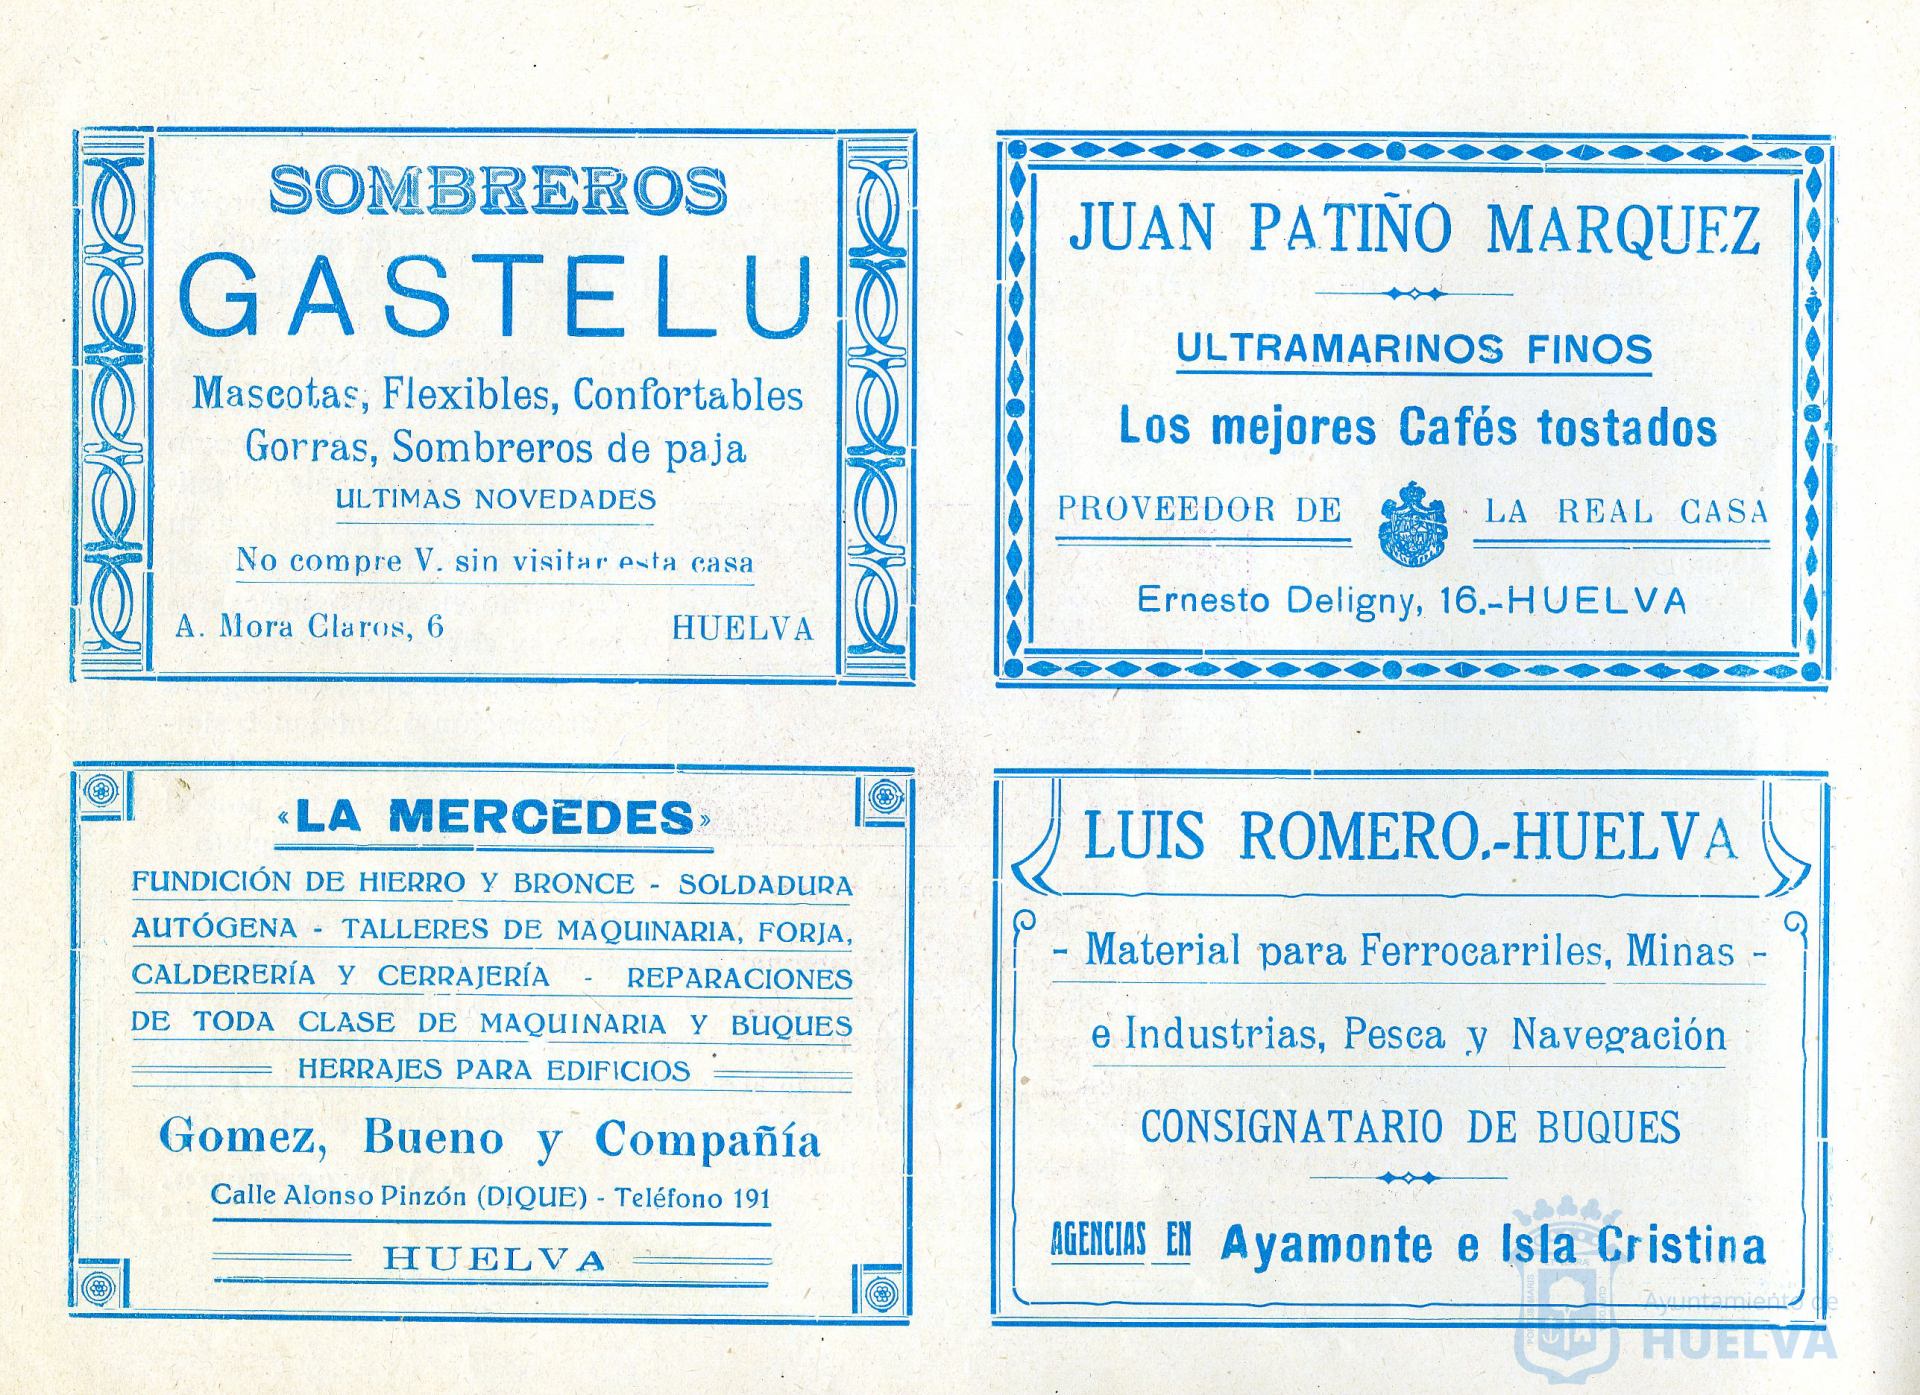 SOMBREROS
GASTELU
Mascotas, Flexibles, Confortables
Gorras, Sombreros de paja
ULTIMAS NOVEDADES
No compre V. sin visitar esta casa
A. Mora Claros, 6 HUELVA
JUAN PATIÑO MARQUEZ
ULTRAMARINOS FINOS
Los mejores Cafés tostados
PROVEEDOR DE LA REAL CASA
Ernesto Deligny, 16.-HUELVA
«LA MERCEDES»
FUNDICIÓN DE HIERRO Y BRONCE - SOLDADURA
AUTÓGENA - TALLERES DE MAQUINARIA, FORJA,
CALDERERÍA Y CERRAJERÍA - REPARACIONES
DE TODA CLASE DE MAQUINARIA Y BUQUES
HERRAJES PARA EDIFICIOS
Gomez, Bueno y Compañía
Calle Alonso Pinzón (DIQUE) - Teléfono 191
HUELVA
LUIS ROMERO.-HUELVA
- Material para Ferrocarriles, Minas -
e Industrias, Pesca y Navegación
CONSIGNATARIO DE BUQUES
AGENCIAS EN Ayamonte e Isla Cristina
Ayuntamiento de
HUELVA